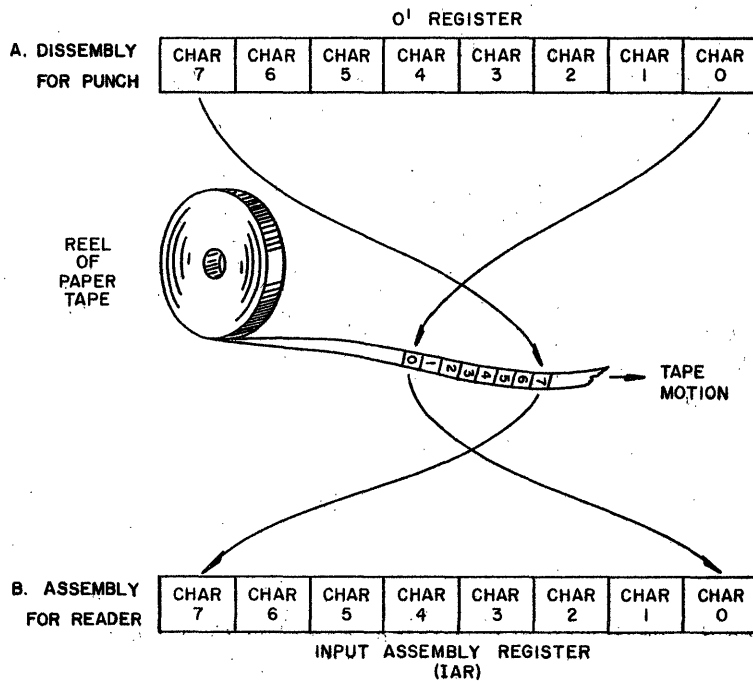 O¹ REGISTER
A. DISSEMBLY
FOR PUNCH
CHAR 7 CHAR 6 CHAR 5 CHAR 4 CHAR 3 CHAR 2 CHAR 1 CHAR 0
REEL
OF
PAPER
TAPE
0 1 2 3 4 5 6 7
TAPE
MOTION
B. ASSEMBLY
FOR READER
CHAR 7 CHAR 6 CHAR 5 CHAR 4 CHAR 3 CHAR 2 CHAR 1 CHAR 0
INPUT ASSEMBLY REGISTER
(IAR)